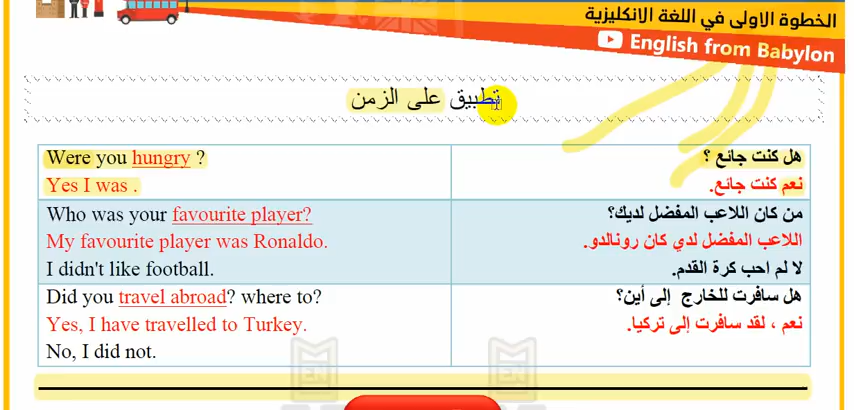 الخطوة الاولى في اللغة الانكليزية
English from Babylon
تطبيق على الزمن
Were you hungry ?
هل كنت جائع ؟
Yes I was .
نعم كنت جائع.
Who was your favourite player?
من كان اللاعب المفضل لديك؟
My favourite player was Ronaldo.
اللاعب المفضل لدي كان رونالدو.
I didn't like football.
لا لم احب كرة القدم.
Did you travel abroad? where to?
هل سافرت للخارج إلى أين؟
Yes, I have travelled to Turkey.
نعم ، لقد سافرت إلى تركيا.
No, I did not.